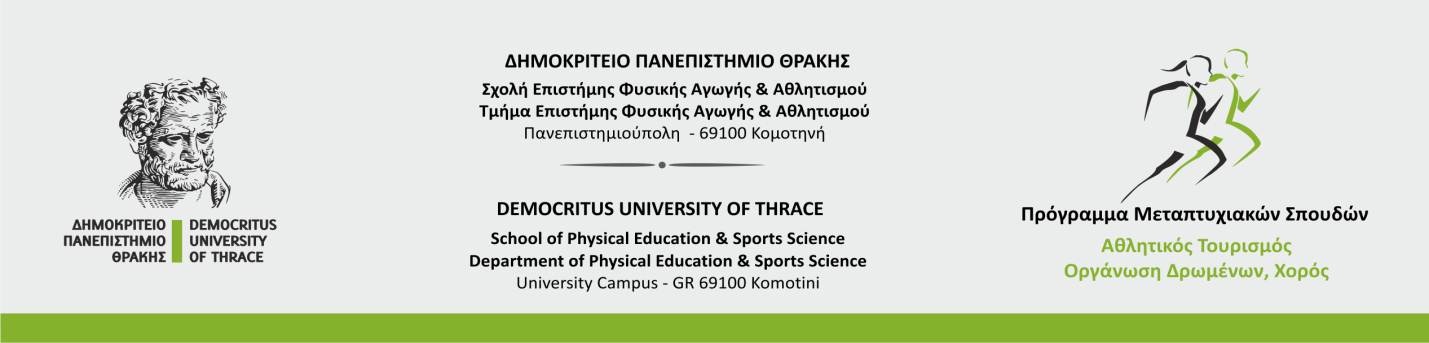 ΔΗΜΟΚΡΙΤΕΙΟ
ΠΑΝΕΠΙΣΤΗΜΙΟ
ΘΡΑΚΗΣ
DEMOCRITUS
UNIVERSITY
OF THRACE
ΔΗΜΟΚΡΙΤΕΙΟ ΠΑΝΕΠΙΣΤΗΜΙΟ ΘΡΑΚΗΣ
Σχολή Επιστήμης Φυσικής Αγωγής & Αθλητισμού
Τμήμα Επιστήμης Φυσικής Αγωγής & Αθλητισμού
Πανεπιστημιούπολη - 69100 Κομοτηνή
DEMOCRITUS UNIVERSITY OF THRACE
School of Physical Education & Sports Science
Department of Physical Education & Sports Science
University Campus - GR 69100 Komotini
Πρόγραμμα Μεταπτυχιακών Σπουδών
Αθλητικός Τουρισμός
Οργάνωση Δρωμένων, Χορός